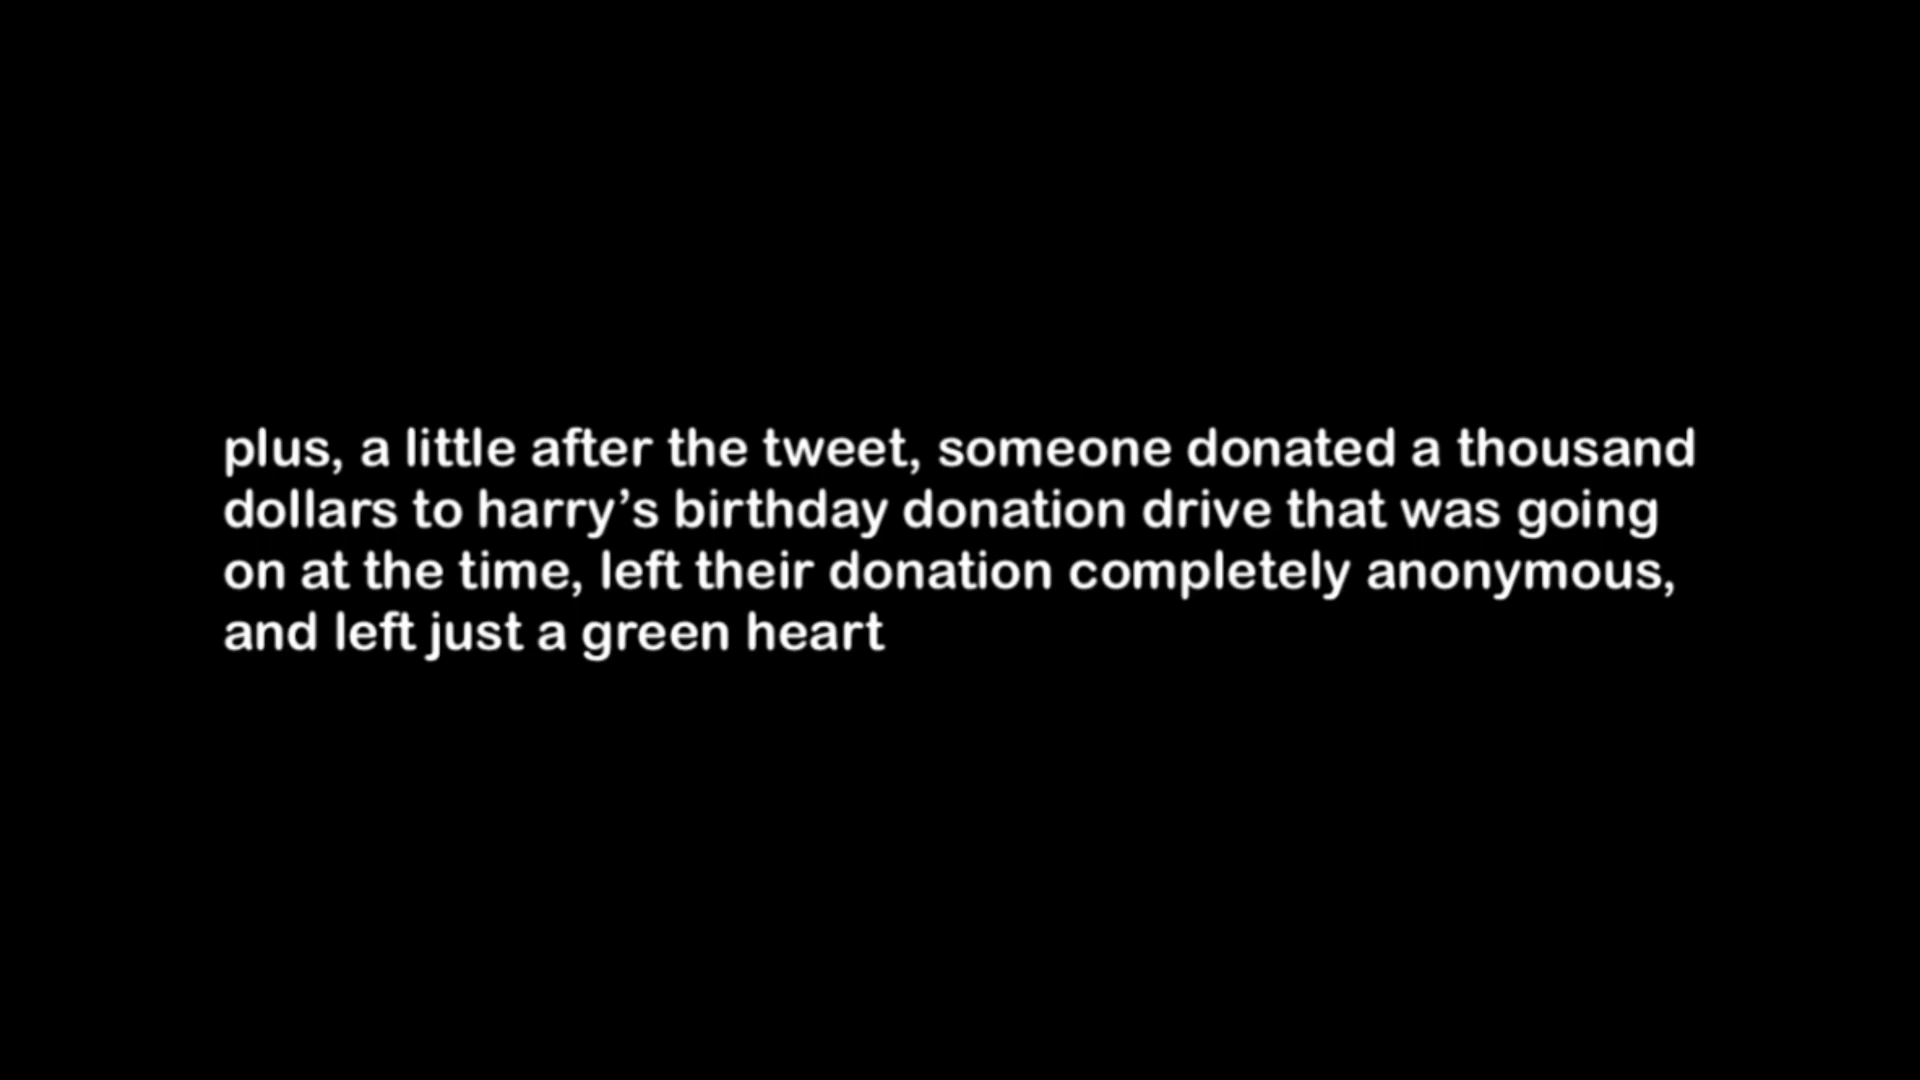 plus, a little after the tweet, someone donated a thousand
dollars to harry’s birthday donation drive that was going
on at the time, left their donation completely anonymous,
and left just a green heart